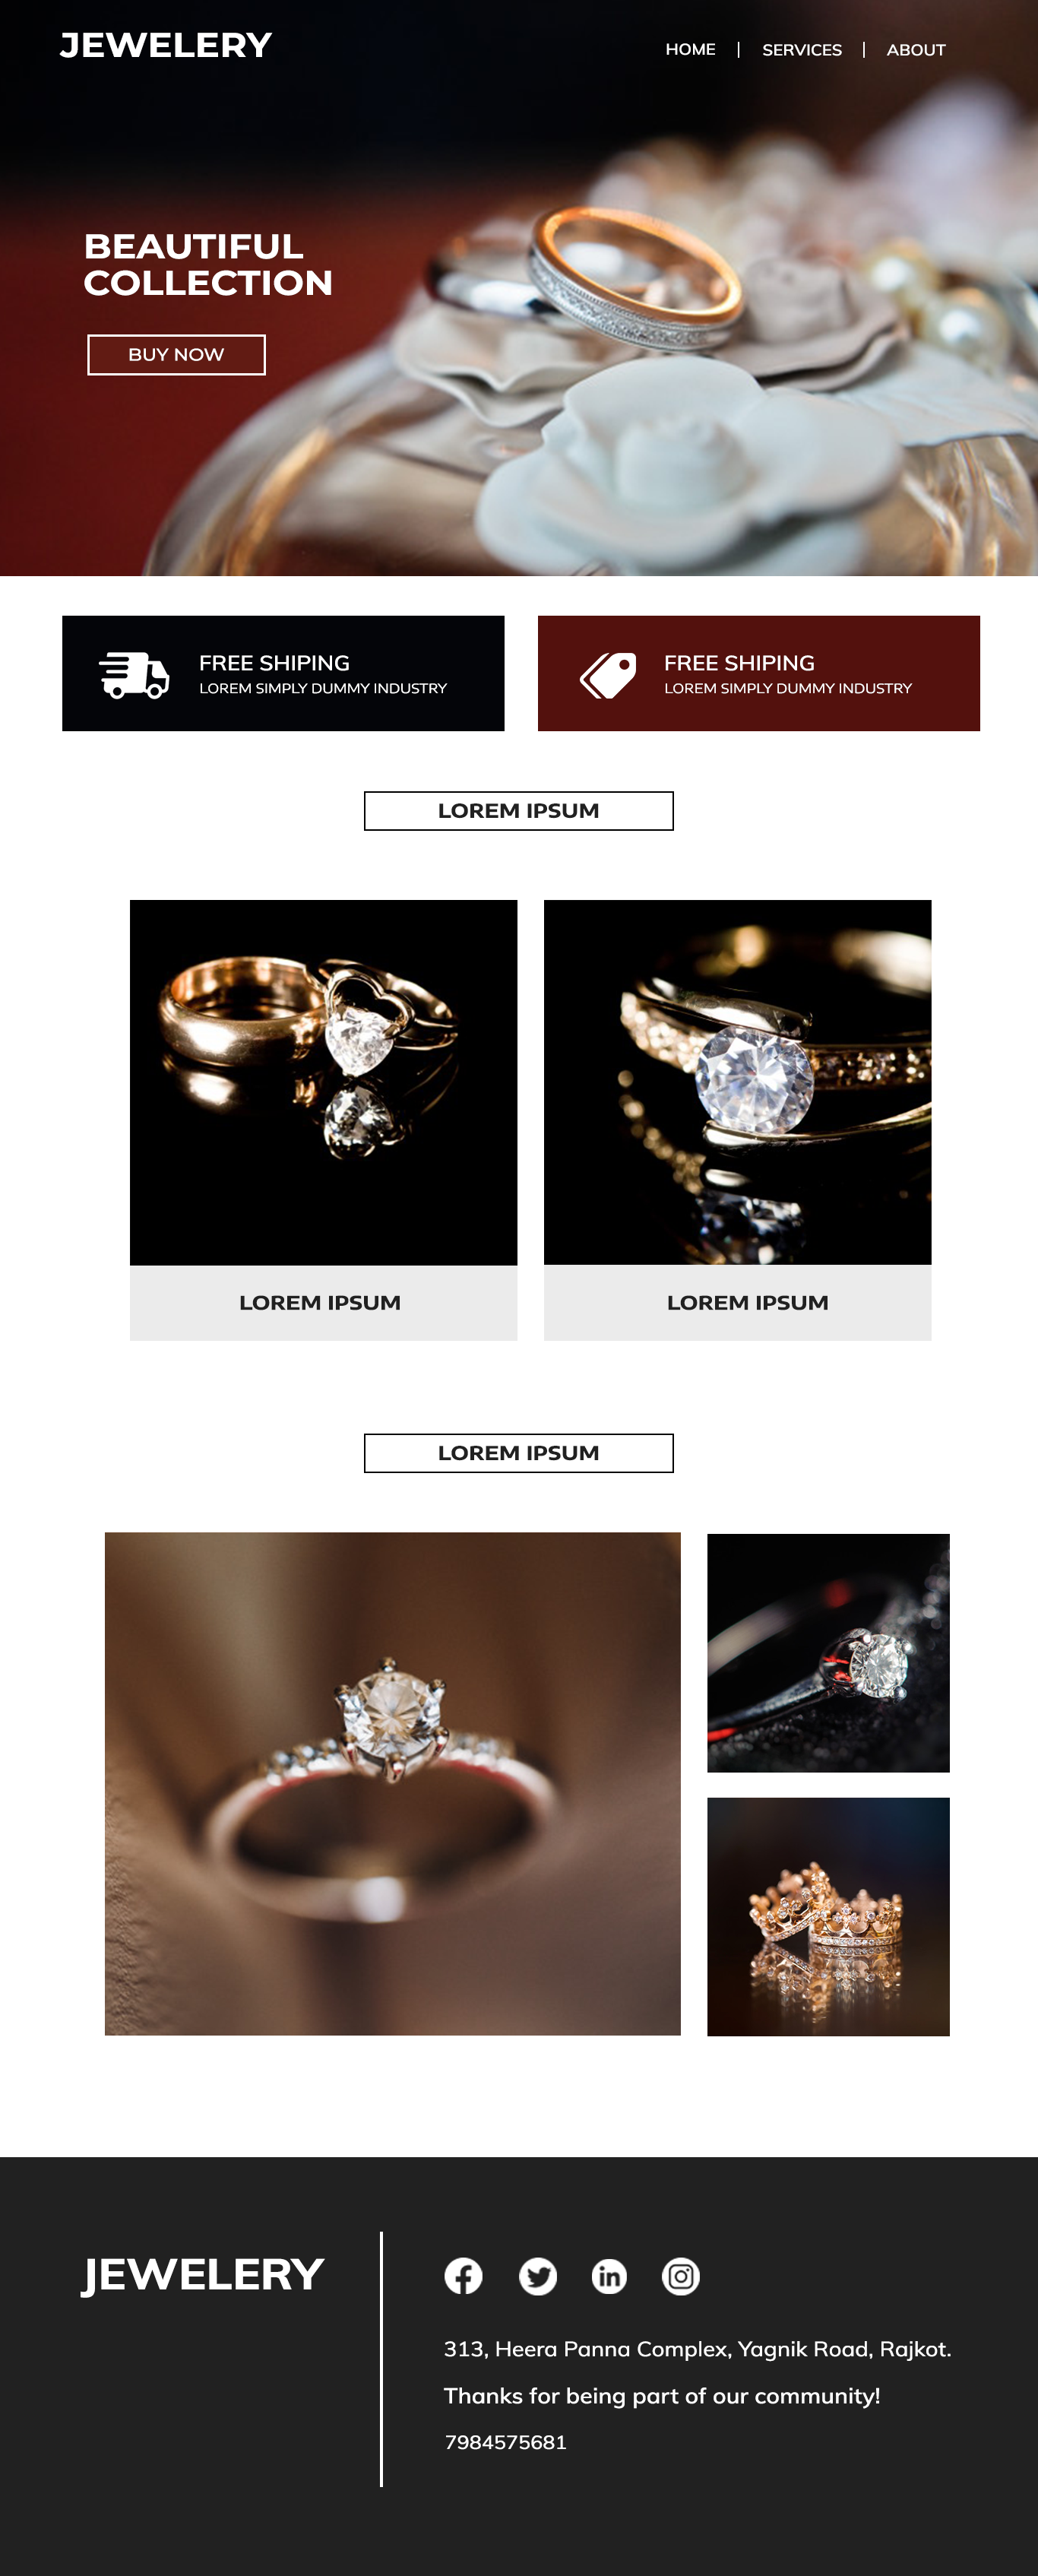 JEWELERY
HOME | SERVICES | ABOUT
BEAUTIFUL
COLLECTION
BUY NOW
FREE SHIPING
LOREM SIMPLY DUMMY INDUSTRY
FREE SHIPING
LOREM SIMPLY DUMMY INDUSTRY
LOREM IPSUM
LOREM IPSUM
LOREM IPSUM
LOREM IPSUM
JEWELERY
313, Heera Panna Complex, Yagnik Road, Rajkot.
Thanks for being part of our community!
7984575681